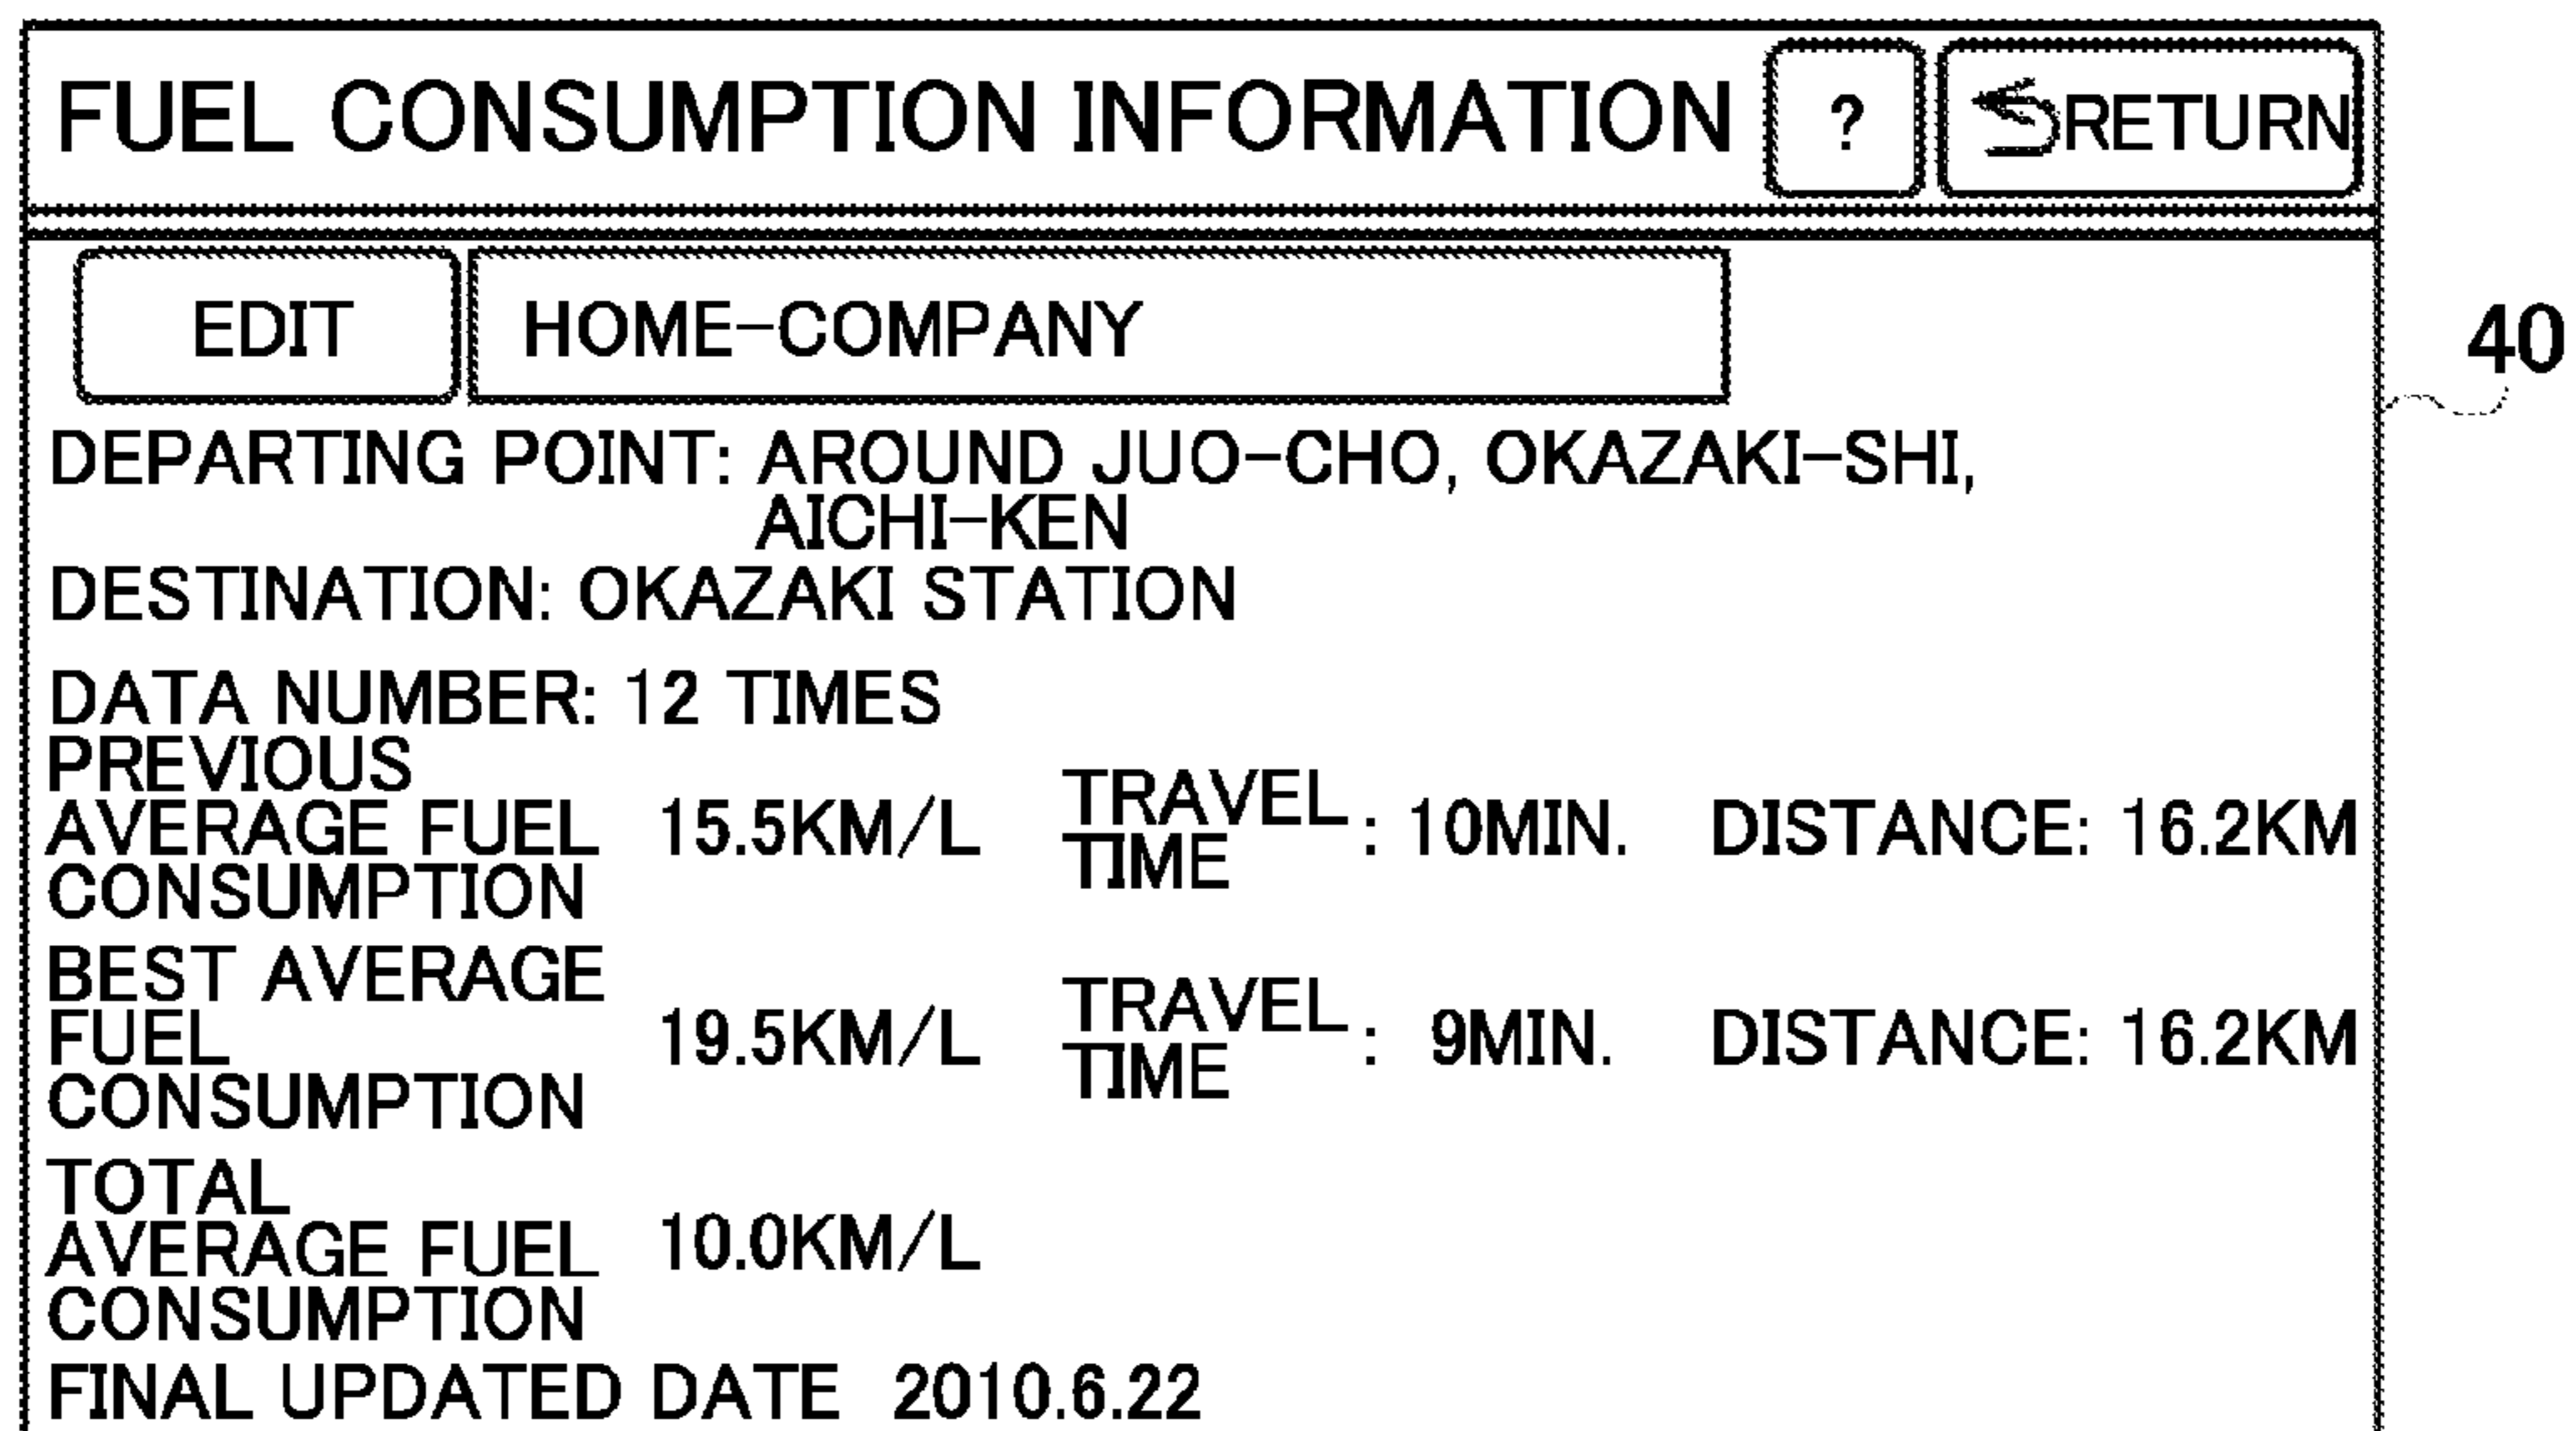 FUEL CONSUMPTION INFORMATION ? RETURN
EDIT HOME-COMPANY
40
DEPARTING POINT: AROUND JUO-CHO, OKAZAKI-SHI,
AICHI-KEN
DESTINATION: OKAZAKI STATION
DATA NUMBER: 12 TIMES
PREVIOUS
AVERAGE FUEL
CONSUMPTION
15.5KM/L
TRAVEL
TIME
: 10MIN.
DISTANCE: 16.2KM
BEST AVERAGE
FUEL
CONSUMPTION
19.5KM/L
TRAVEL
TIME
: 9MIN.
DISTANCE: 16.2KM
TOTAL
AVERAGE FUEL
CONSUMPTION
10.0KM/L
FINAL UPDATED DATE 2010.6.22